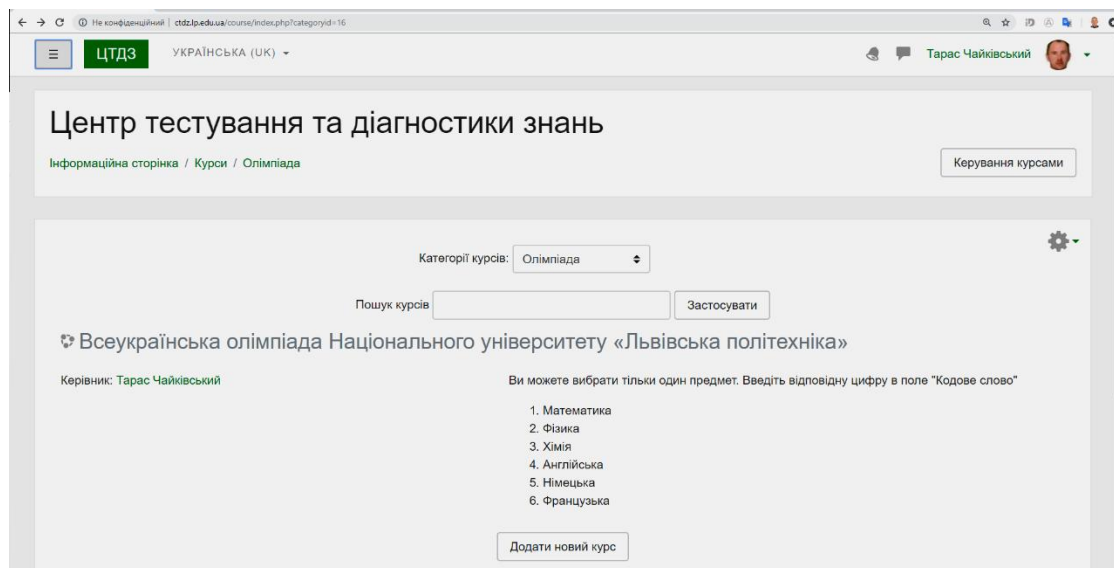 Не конфіденційний | ctdz.lp.edu.ua/course/index.php?categoryid=16
ЦТДЗ УКРАЇНСЬКА (UK) Тарас Чайківський
Центр тестування та діагностики знань
Інформаційна сторінка / Курси / Олімпіада Керування курсами
Категорії курсів: Олімпіада
Пошук курсів Застосувати
Всеукраїнська олімпіада Національного університету «Львівська політехніка»
Керівник: Тарас Чайківський Ви можете вибрати тільки один предмет. Введіть відповідну цифру в поле "Кодове слово"
1. Математика
2. Фізика
3. Хімія
4. Англійська
5. Німецька
6. Французька
Додати новий курс